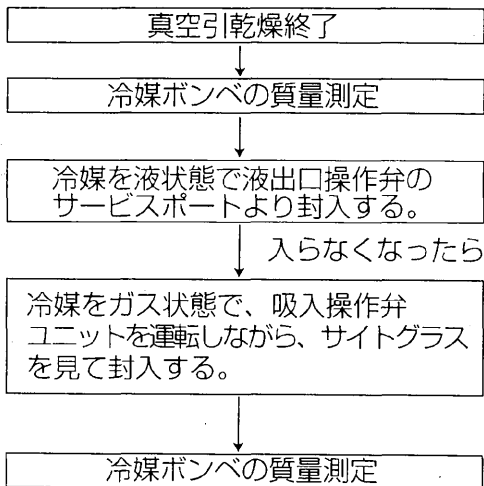 真空引乾燥終了
冷媒ボンベの質量測定
冷媒を液状態で液出口操作弁の
サービスポートより封入する。
入らなくなったら
冷媒をガス状態で、吸入操作弁
ユニットを運転しながら、サイトグラス
を見て封入する。
冷媒ボンベの質量測定